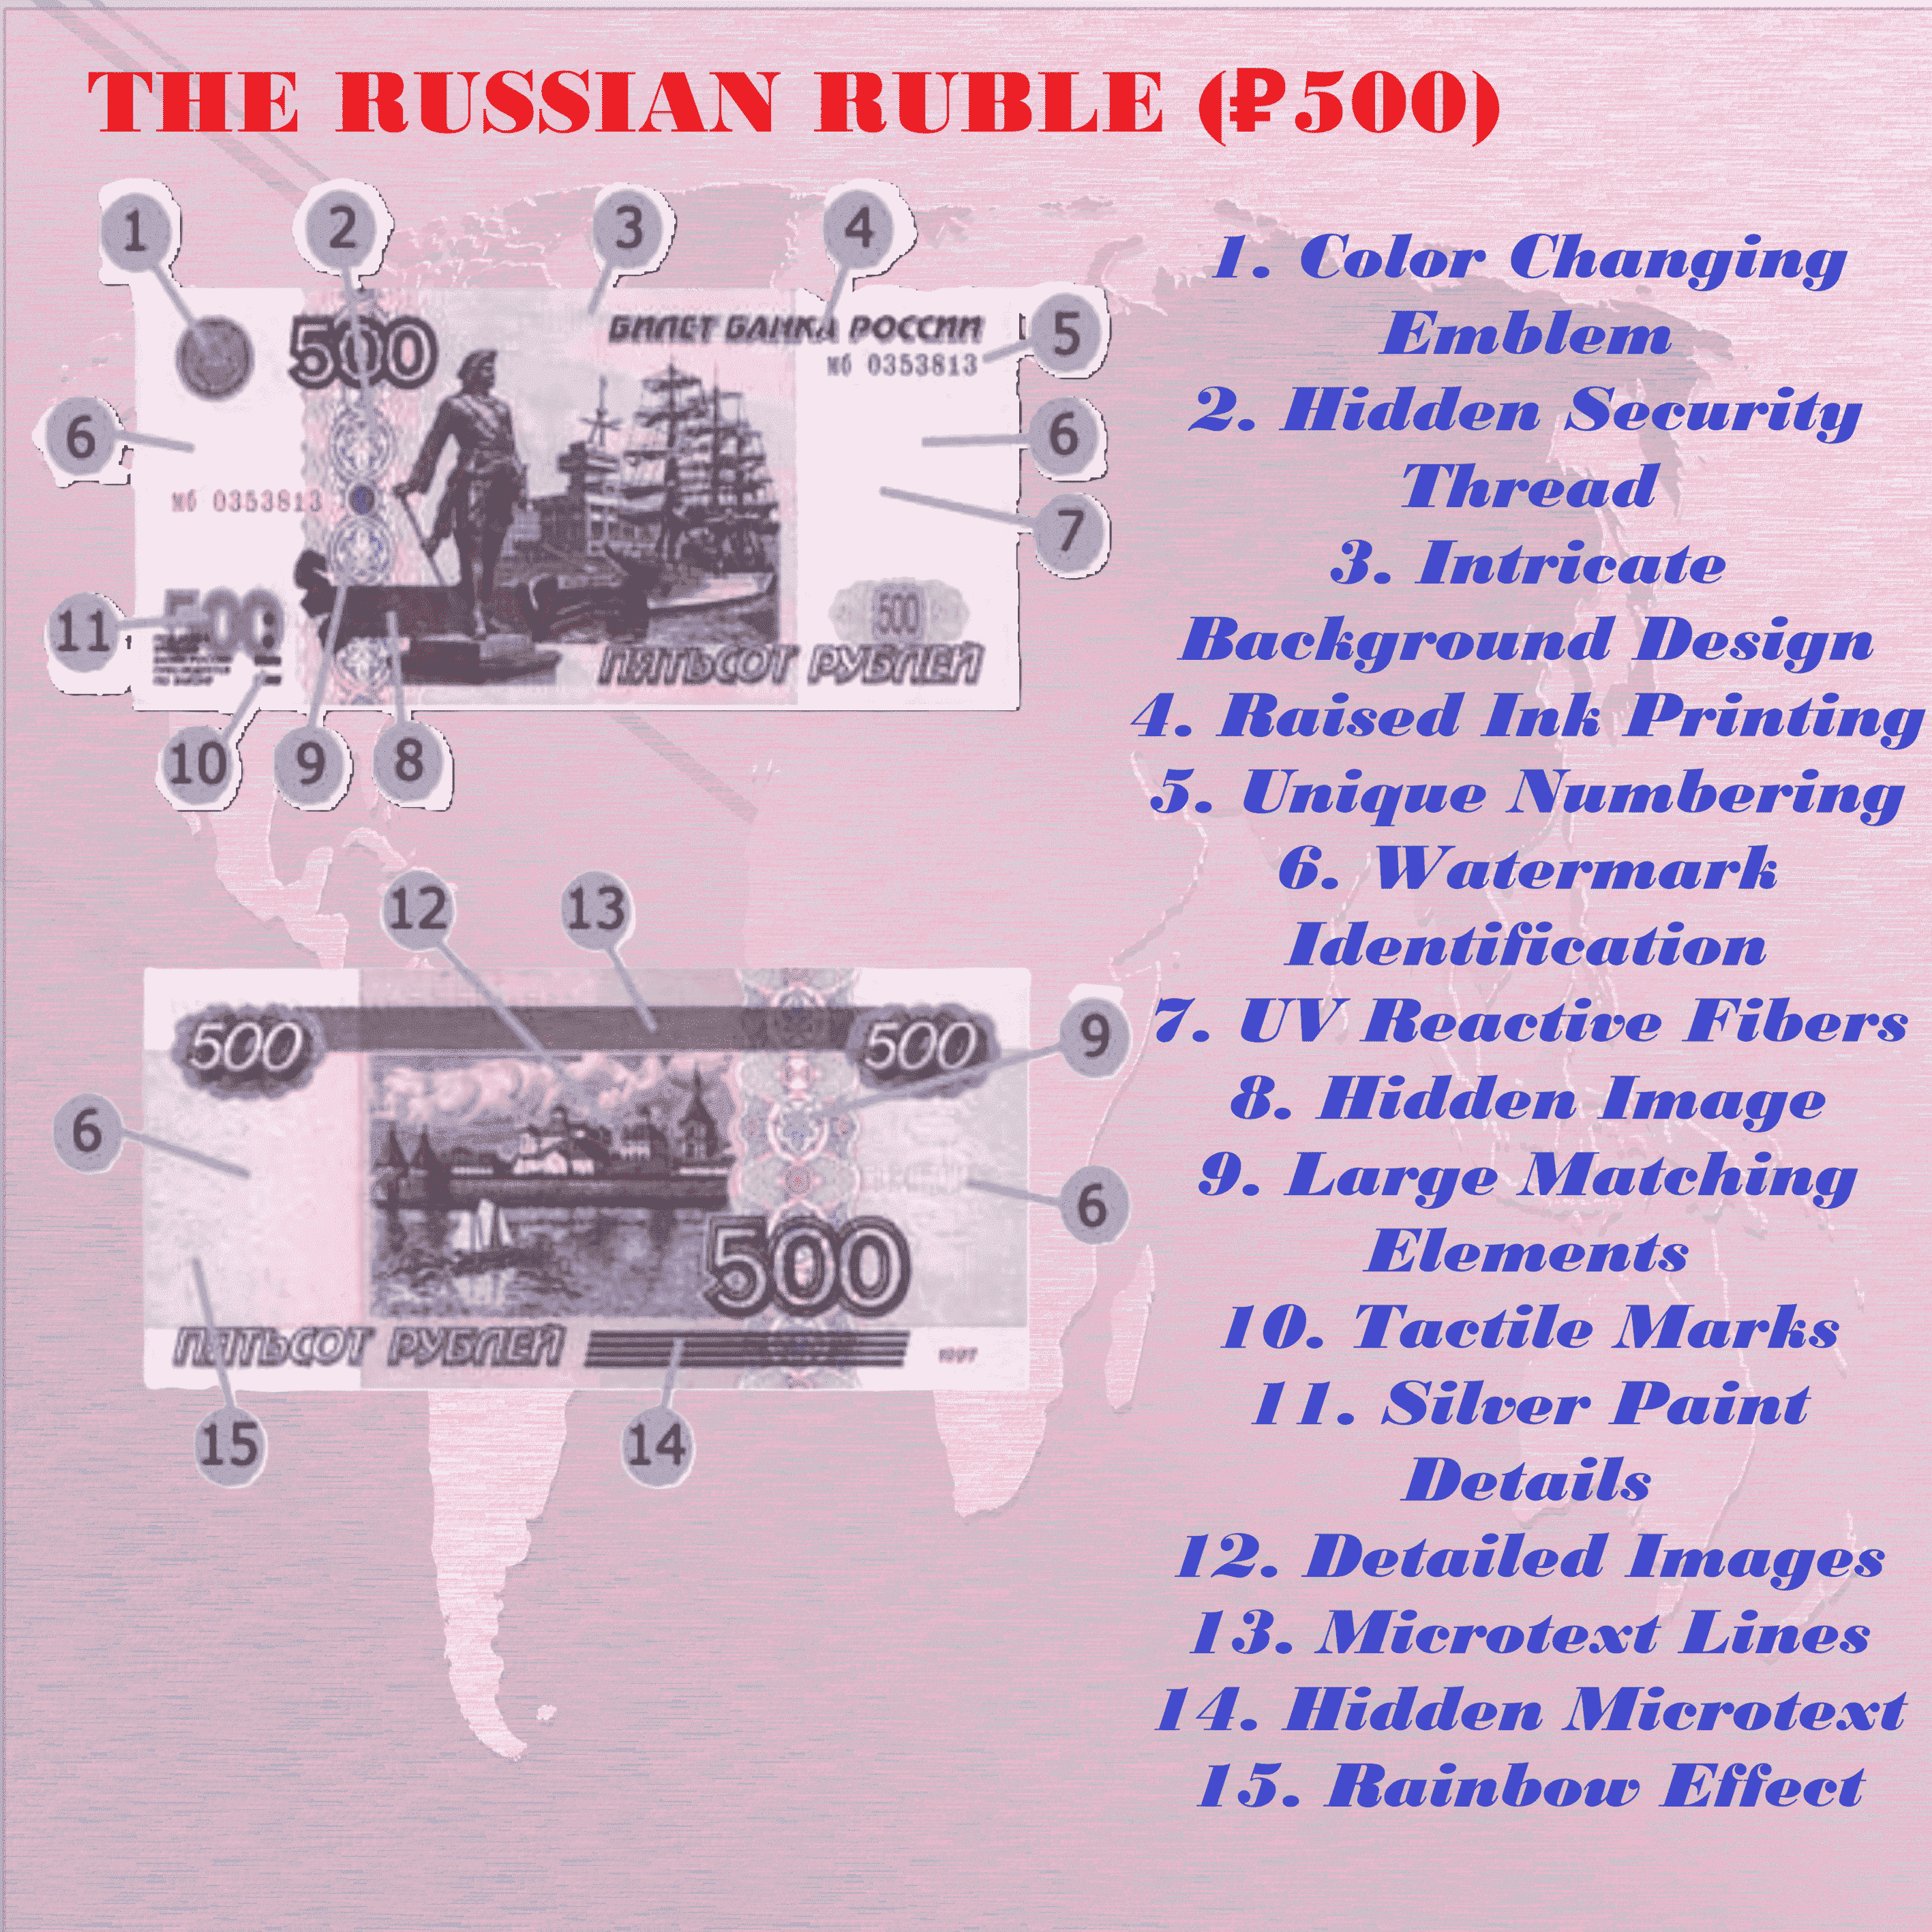 THE RUSSIAN RUBLE (₽500)
1
2
3
4
5
6
6
7
11
10
9
8
500
БИЛЕТ БАНКА РОССИИ
мб 0353813
мб 0353813
500
500
ПЯТЬСОТ РУБЛЕЙ
12
13
9
6
6
15
14
500
500
500
ПЯТЬСОТ РУБЛЕЙ
1997
1. Color Changing
Emblem
2. Hidden Security
Thread
3. Intricate
Background Design
4. Raised Ink Printing
5. Unique Numbering
6. Watermark
Identification
7. UV Reactive Fibers
8. Hidden Image
9. Large Matching
Elements
10. Tactile Marks
11. Silver Paint
Details
12. Detailed Images
13. Microtext Lines
14. Hidden Microtext
15. Rainbow Effect